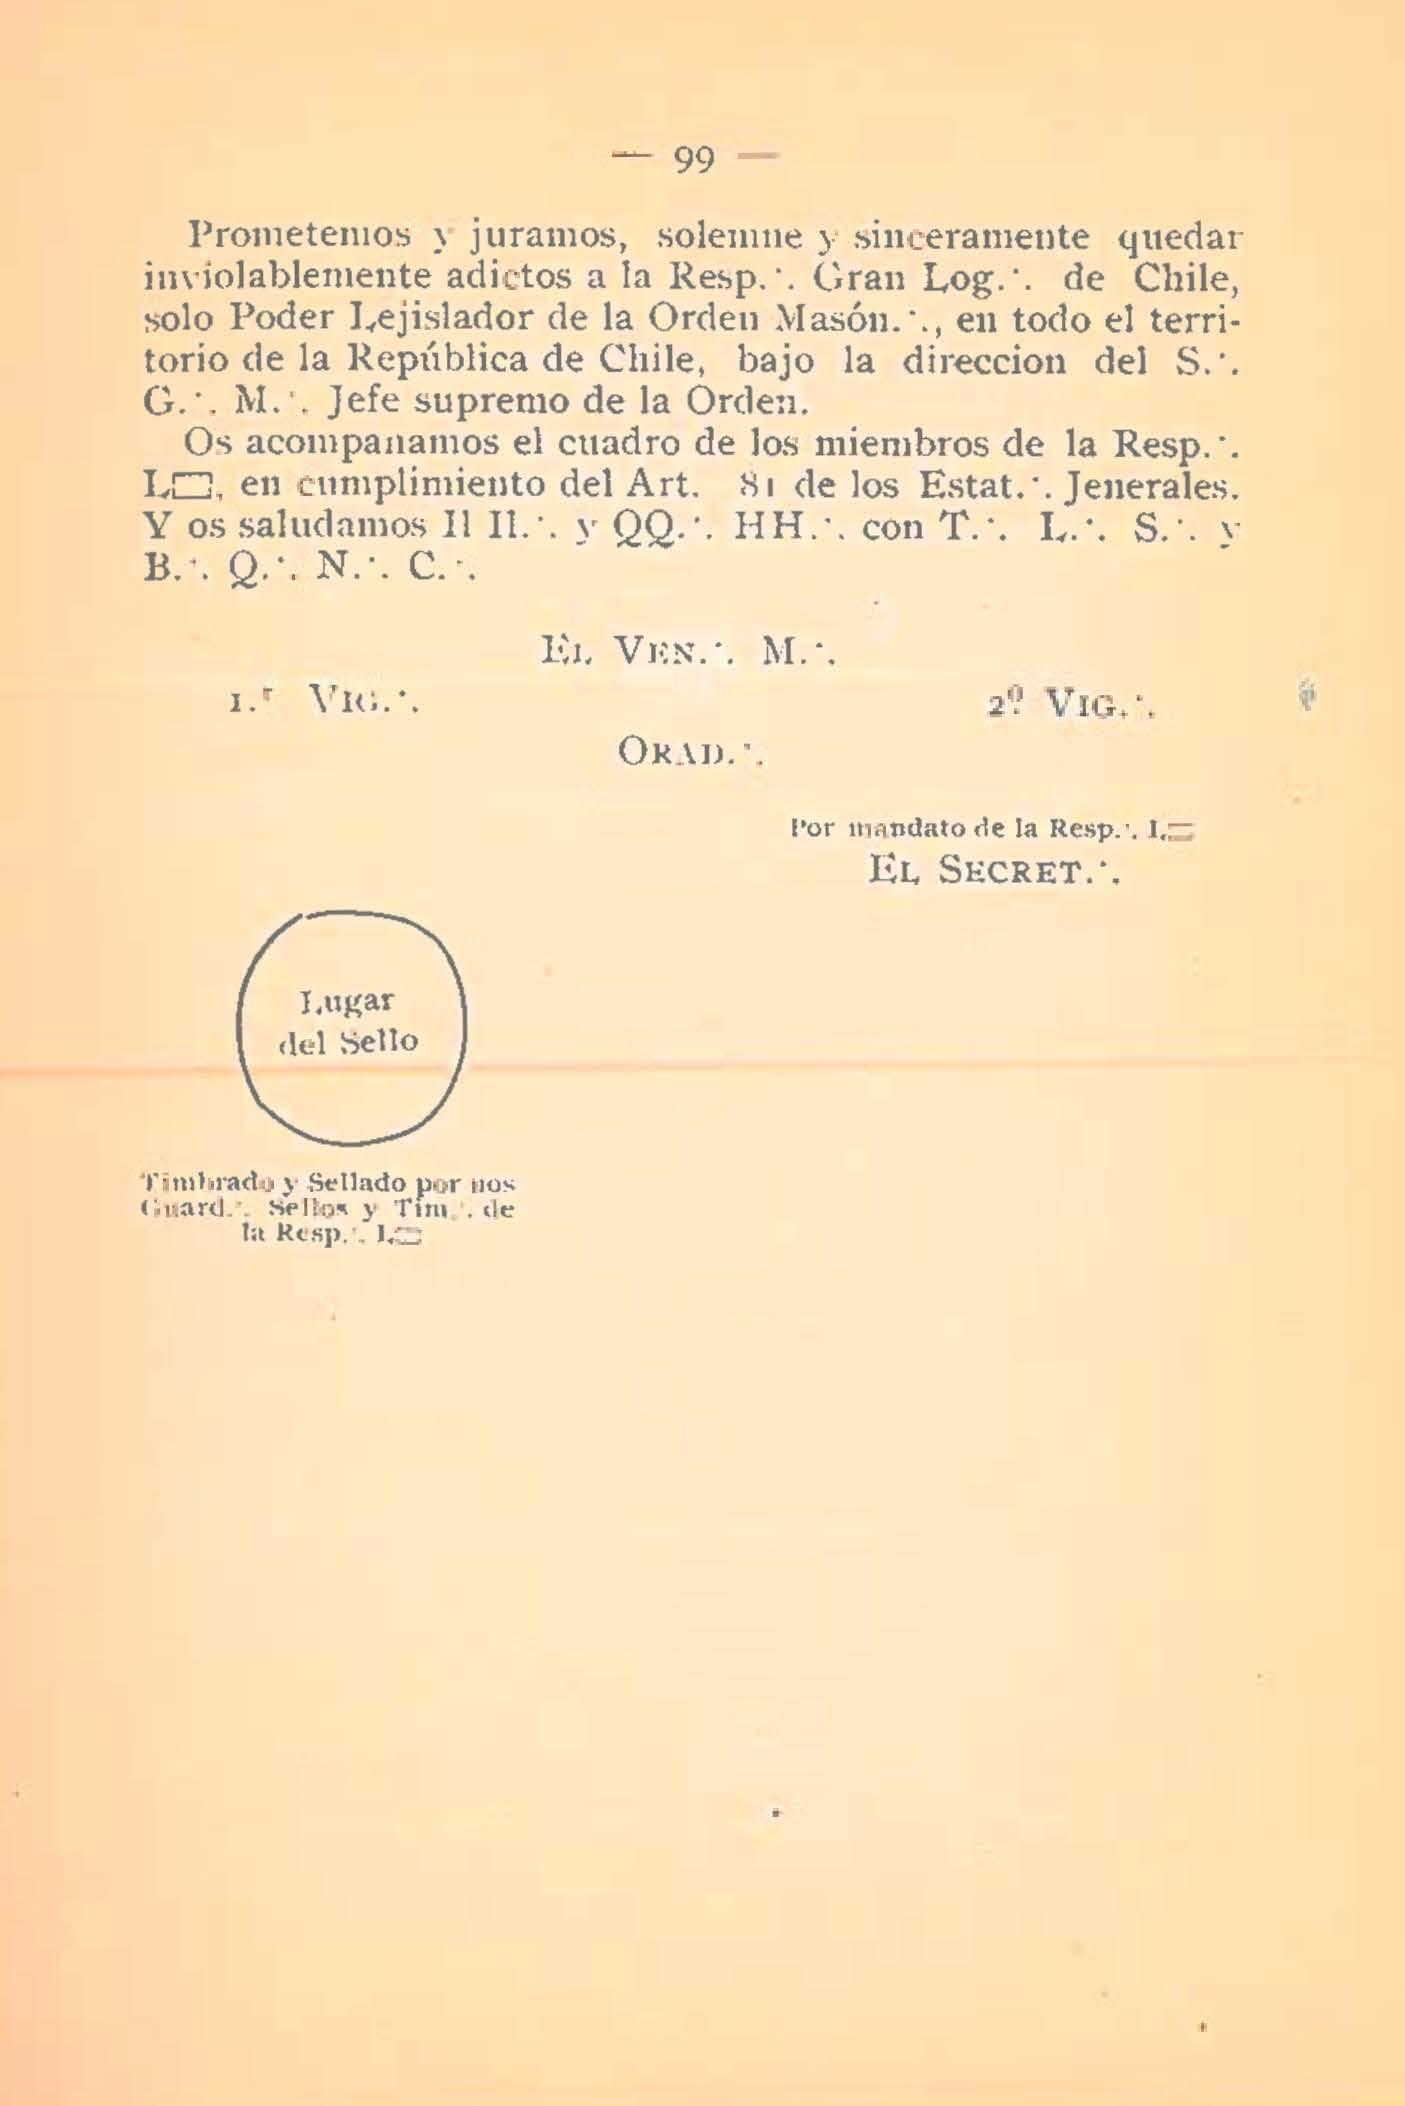 — 99 —
Prometemos y juramos, solemne y sinceramente quedar
inviolablemente adictos a la Resp.∴ Gran Log.∴ de Chile,
solo Poder Lejislador de la Orden Masón.∴, en todo el terri-
torio de la República de Chile, bajo la direccion del S.∴
G.∴ M.∴ Jefe supremo de la Orden.
Os acompanamos el cuadro de los miembros de la Resp.∴
L▭, en cumplimiento del Art. 81 de los Estat.∴ Jenerales.
Y os saludamos Il Il.∴ y QQ.∴ HH.∴ con T.∴ L.∴ S.∴ y
B.∴ Q.∴ N.∴ C.∴
EL VEN.∴ M.∴
1.r VIG.∴ 2º VIG.∴
ORAD.∴
Por mandato de la Resp.∴ L▭
EL SECRET.∴
Lugar
del Sello
Timbrado y Sellado por nos
Guard.∴ Sellos y Tim.∴ de
la Resp.∴ L▭